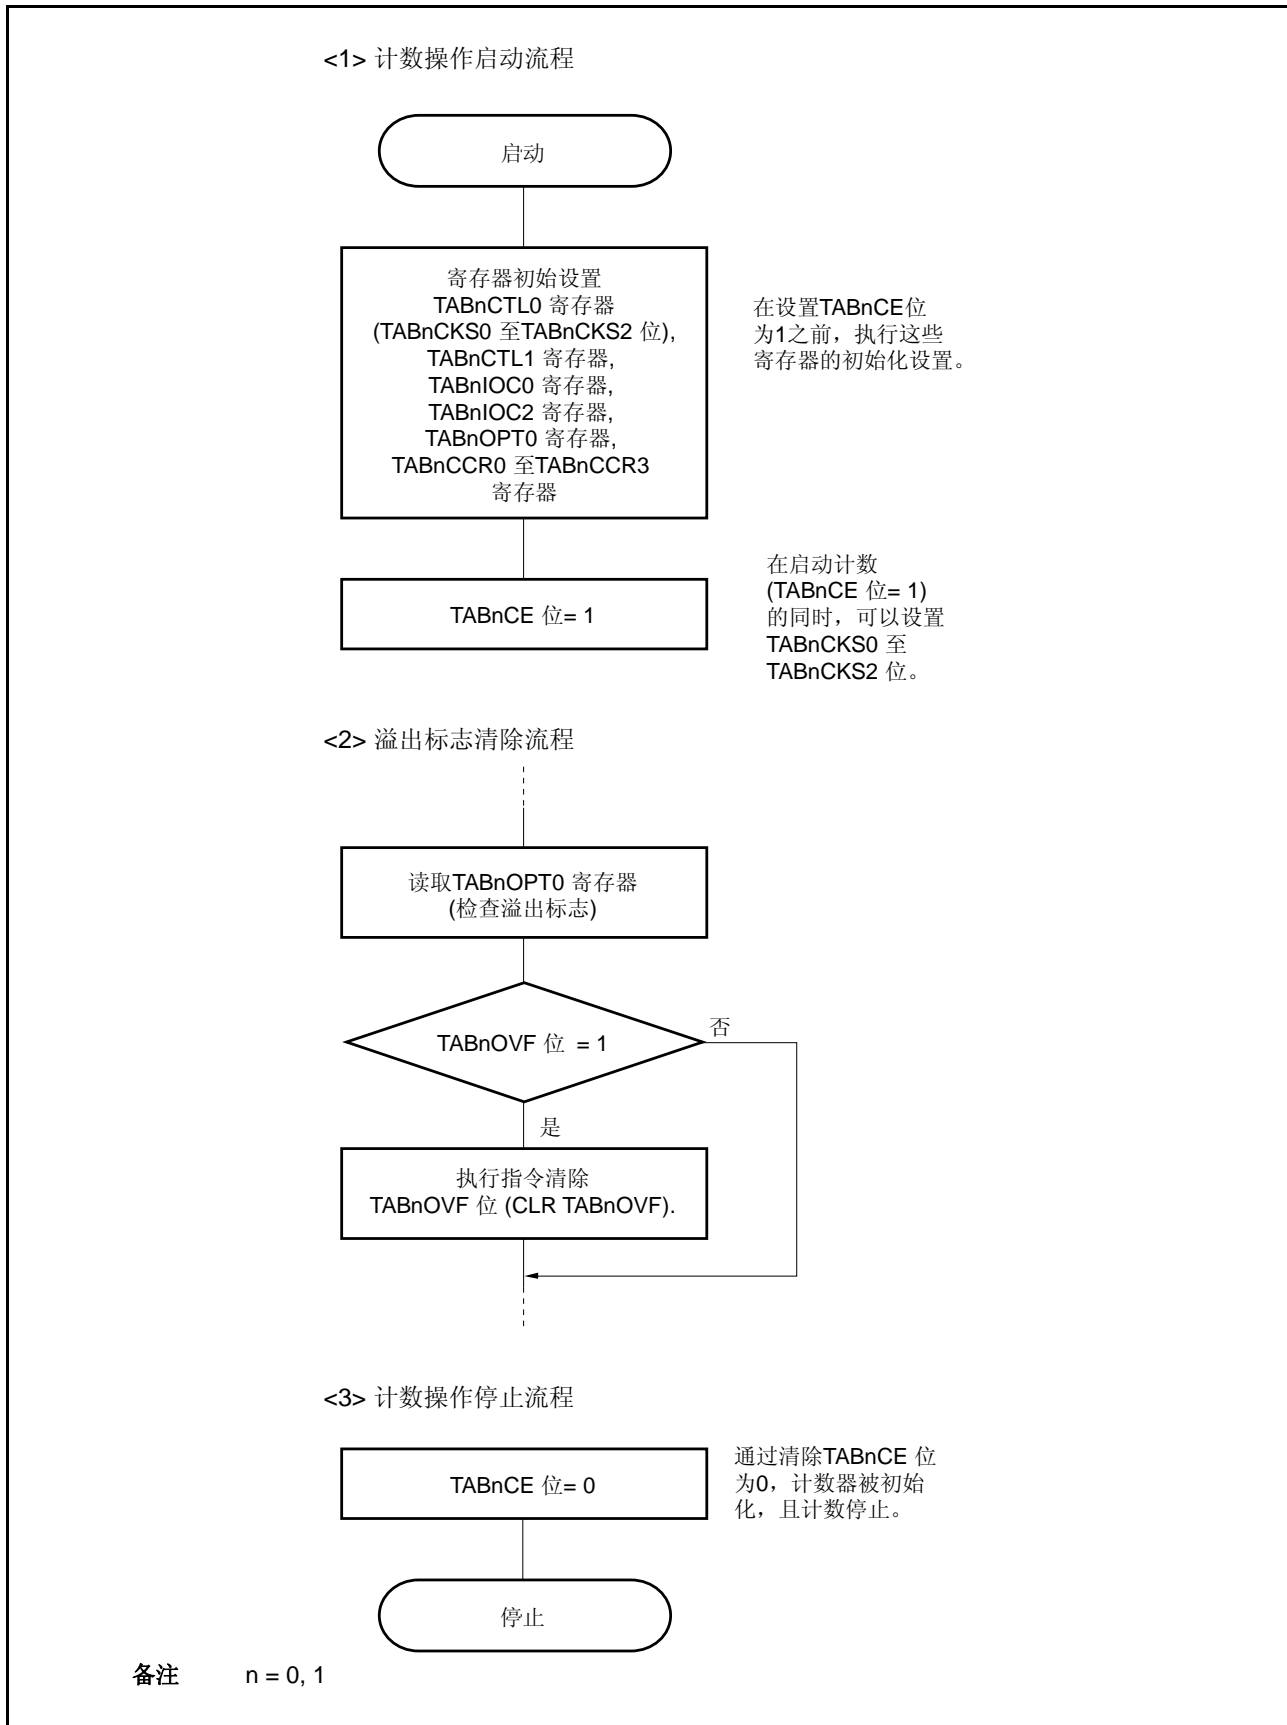 <1> 计数操作启动流程
启动
寄存器初始设置
TABnCTL0 寄存器
(TABnCKS0 至TABnCKS2 位),
TABnCTL1 寄存器,
TABnIOC0 寄存器,
TABnIOC2 寄存器,
TABnOPT0 寄存器,
TABnCCR0 至TABnCCR3
寄存器
在设置TABnCE位
为1之前，执行这些
寄存器的初始化设置。
TABnCE 位= 1
在启动计数
(TABnCE 位= 1)
的同时，可以设置
TABnCKS0 至
TABnCKS2 位。
<2> 溢出标志清除流程
读取TABnOPT0 寄存器
(检查溢出标志)
TABnOVF 位 = 1
否
是
执行指令清除
TABnOVF 位 (CLR TABnOVF).
<3> 计数操作停止流程
TABnCE 位= 0
通过清除TABnCE 位
为0，计数器被初始
化，且计数停止。
停止
备注 n = 0, 1